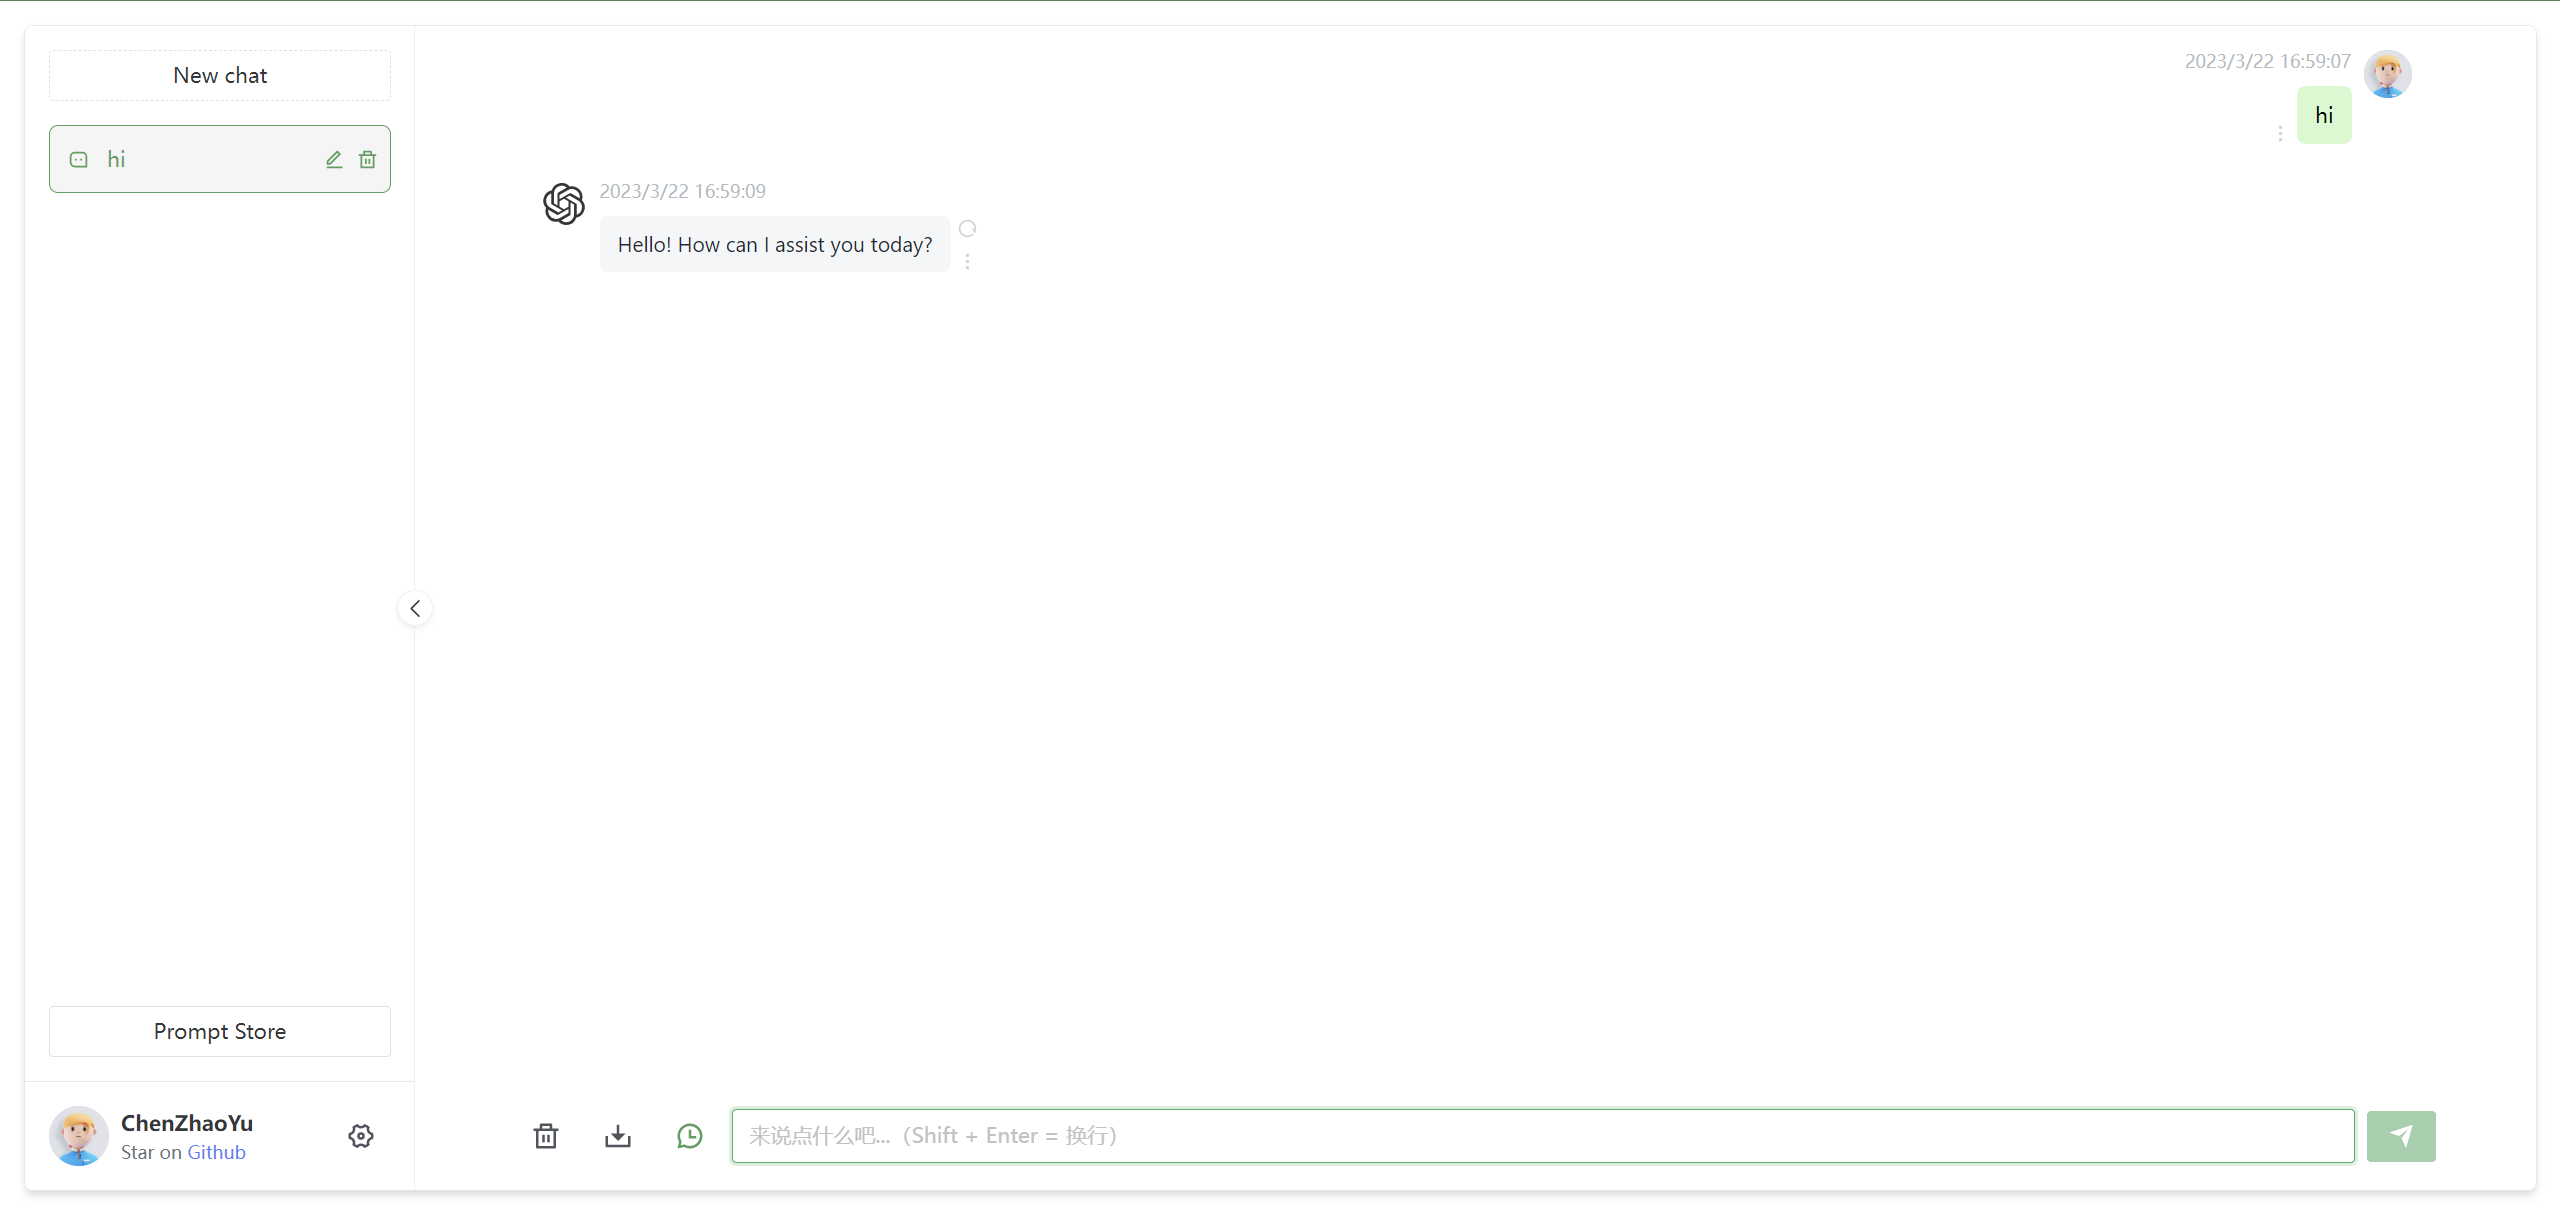 New chat
hi
Prompt Store
ChenZhaoYu
Star on Github
2023/3/22 16:59:07
hi
2023/3/22 16:59:09
Hello! How can I assist you today?
来说点什么吧...（Shift + Enter = 换行）